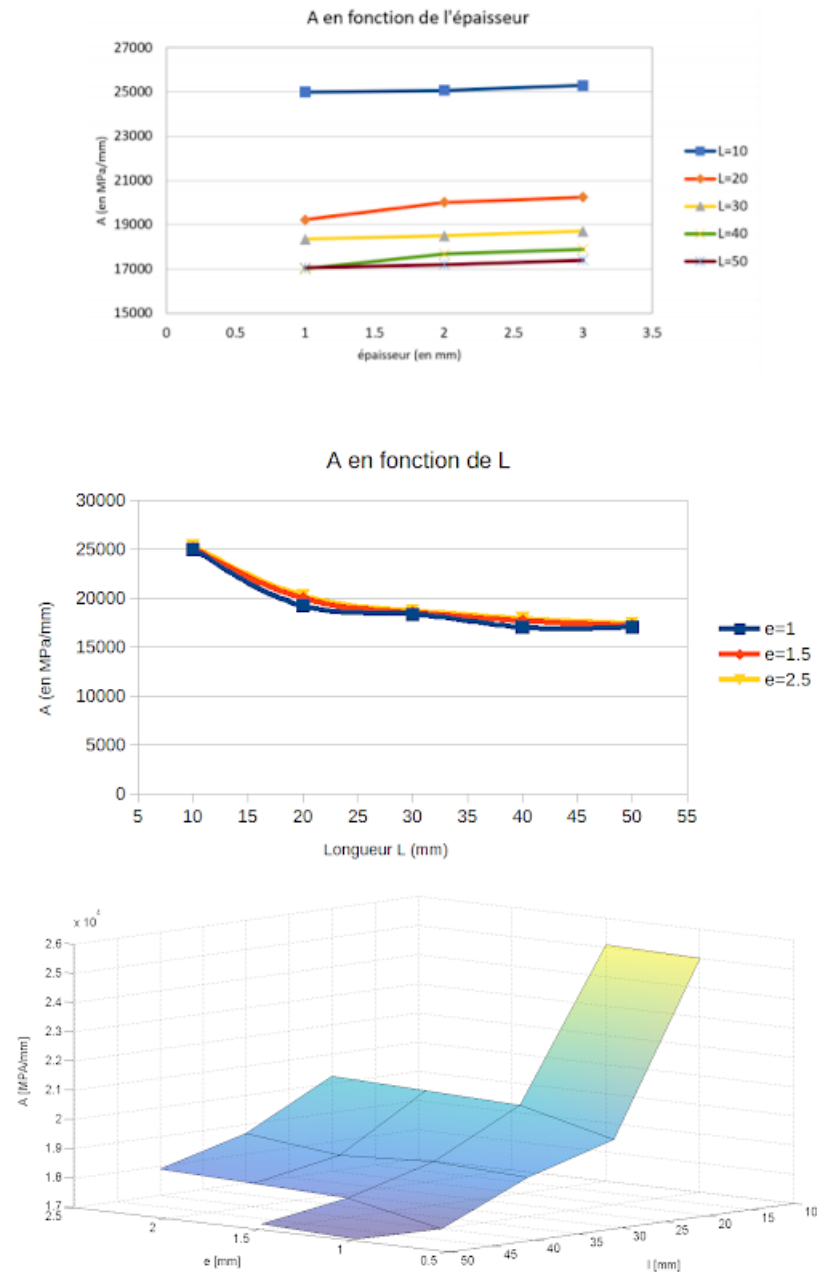 A en fonction de l'épaisseur
27000
25000
23000
21000
19000
17000
15000
A (en MPa/mm)
0 0.5 1 1.5 2 2.5 3 3.5
épaisseur (en mm)
L=10
L=20
L=30
L=40
L=50
A en fonction de L
30000
25000
20000
15000
10000
5000
0
A (en MPa/mm)
5 10 15 20 25 30 35 40 45 50 55
Longueur L (mm)
e=1
e=1.5
e=2.5
x 10⁴
2.6
2.5
2.4
2.3
2.2
2.1
2
1.9
1.8
1.7
A [MPA/mm]
2.5 2 1.5 1 0.5
e [mm]
50 45 40 35 30 25 20 15 10
l [mm]